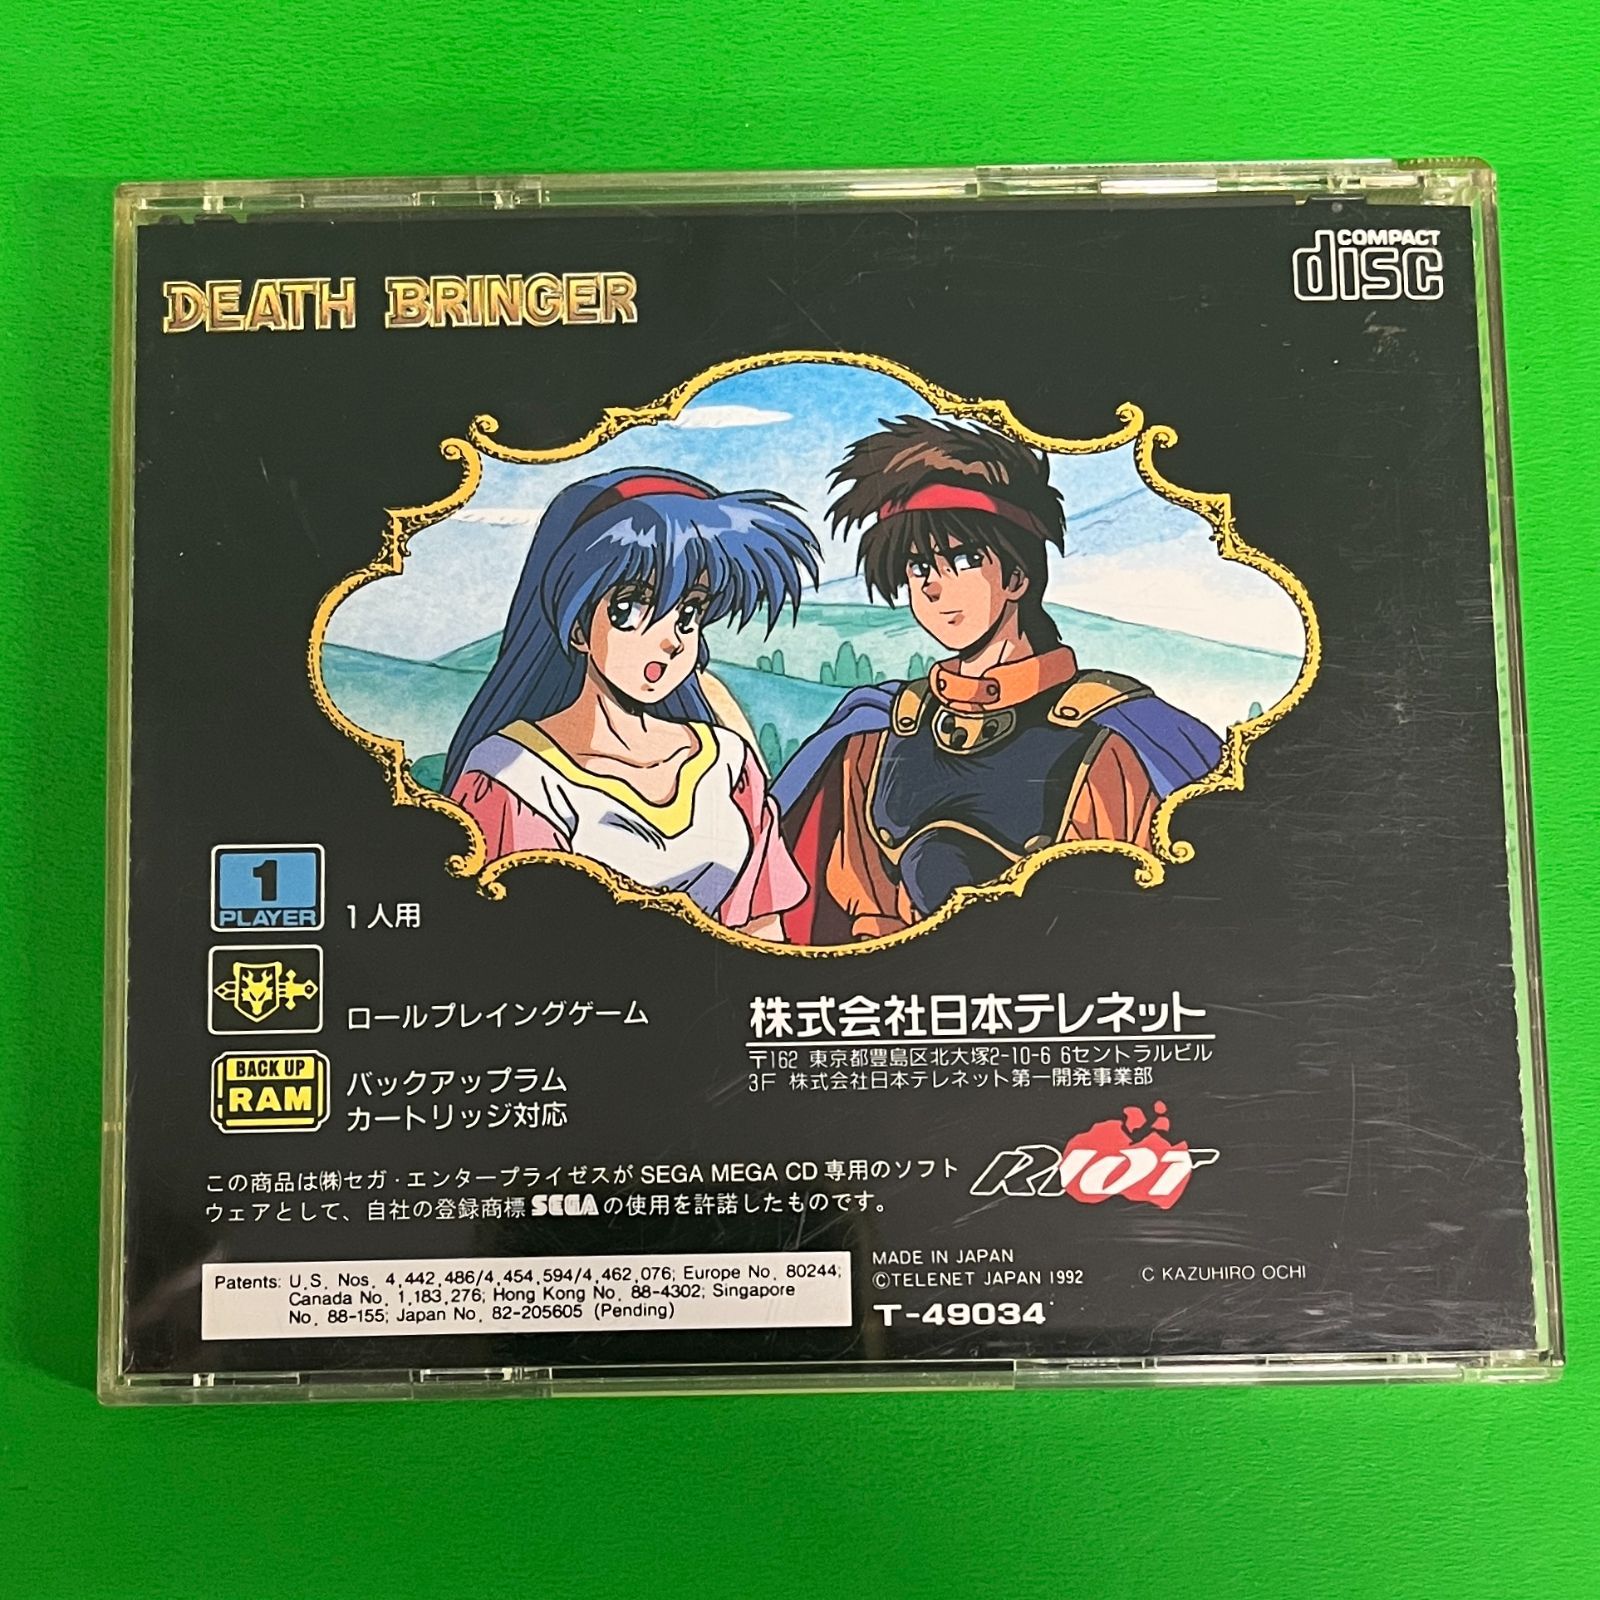 COMPACT
disc
DEATH BRINGER
1
PLAYER
1人用
ロールプレイングゲーム
BACK UP
RAM
バックアップラム
カートリッジ対応
株式会社日本テレネット
〒162 東京都豊島区北大塚2-10-6 6セントラルビル
3F 株式会社日本テレネット第一開発事業部
RIOT
この商品は㈱セガ・エンタープライゼスが SEGA MEGA CD 専用のソフト
ウェアとして、自社の登録商標 SEGA の使用を許諾したものです。
Patents: U.S. Nos. 4,442,486/4,454,594/4,462,076; Europe No. 80244;
Canada No. 1,183,276; Hong Kong No. 88-4302; Singapore
No. 88-155; Japan No. 82-205605 (Pending)
MADE IN JAPAN
©TELENET JAPAN 1992
C KAZUHIRO OCHI
T-49034